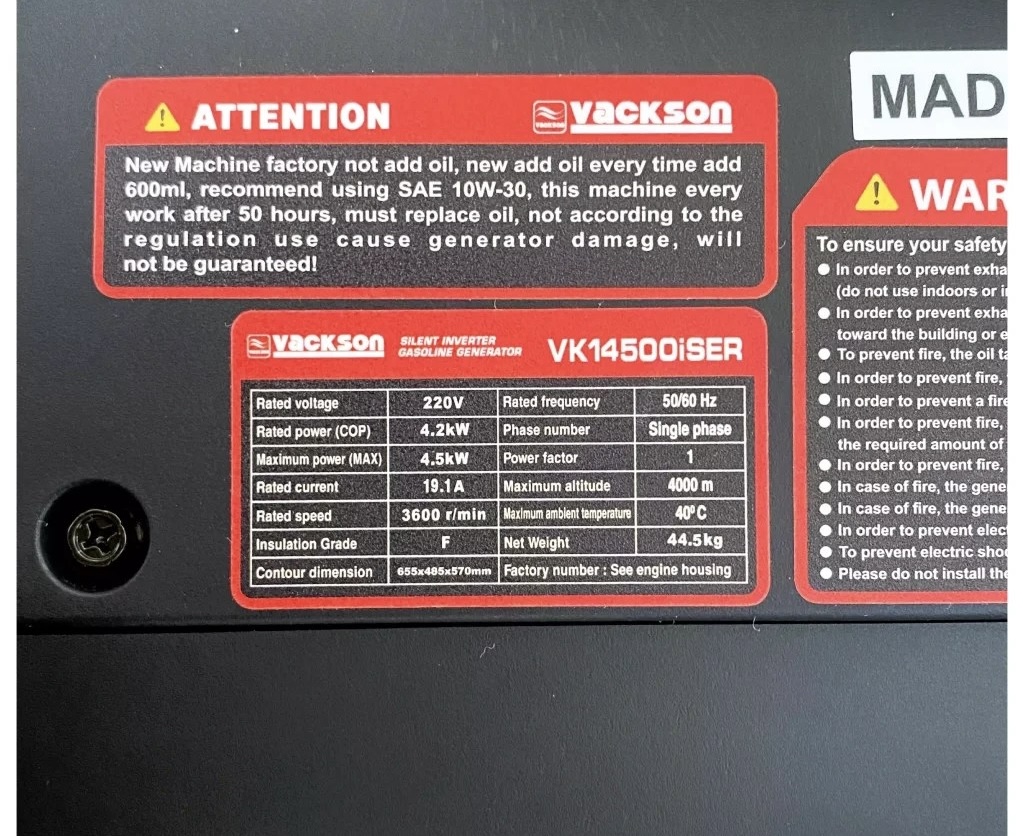 ATTENTION
vackson
New Machine factory not add oil, new add oil every time add
600ml, recommend using SAE 10W-30, this machine every
work after 50 hours, must replace oil, not according to the
regulation use cause generator damage, will
not be guaranteed!
vackson
SILENT INVERTER
GASOLINE GENERATOR
VK14500iSER
Rated voltage 220V Rated frequency 50/60 Hz
Rated power (COP) 4.2kW Phase number Single phase
Maximum power (MAX) 4.5kW Power factor 1
Rated current 19.1A Maximum altitude 4000 m
Rated speed 3600 r/min Maximum ambient temperature 40°C
Insulation Grade F Net Weight 44.5kg
Contour dimension 655x485x570mm Factory number : See engine housing
MAD
WAR
To ensure your safety
● In order to prevent exha
(do not use indoors or i
● In order to prevent exha
toward the building or e
● To prevent fire, the oil ta
● In order to prevent fire,
● In order to prevent a fire
● In order to prevent fire,
the required amount of
● In order to prevent fire,
● In case of fire, the gene
● In case of fire, the gene
● In order to prevent elec
● To prevent electric shoc
● Please do not install the